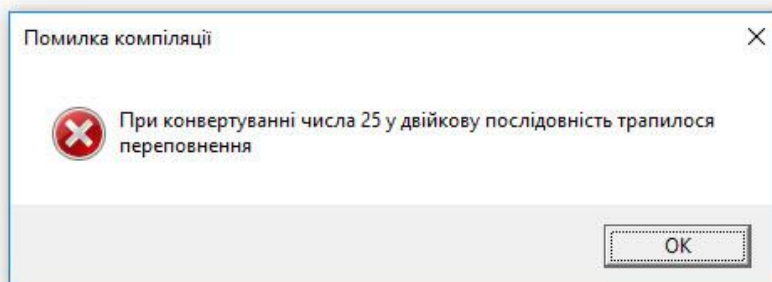 Помилка компіляції
При конвертуванні числа 25 у двійкову послідовність трапилося
переповнення
OK